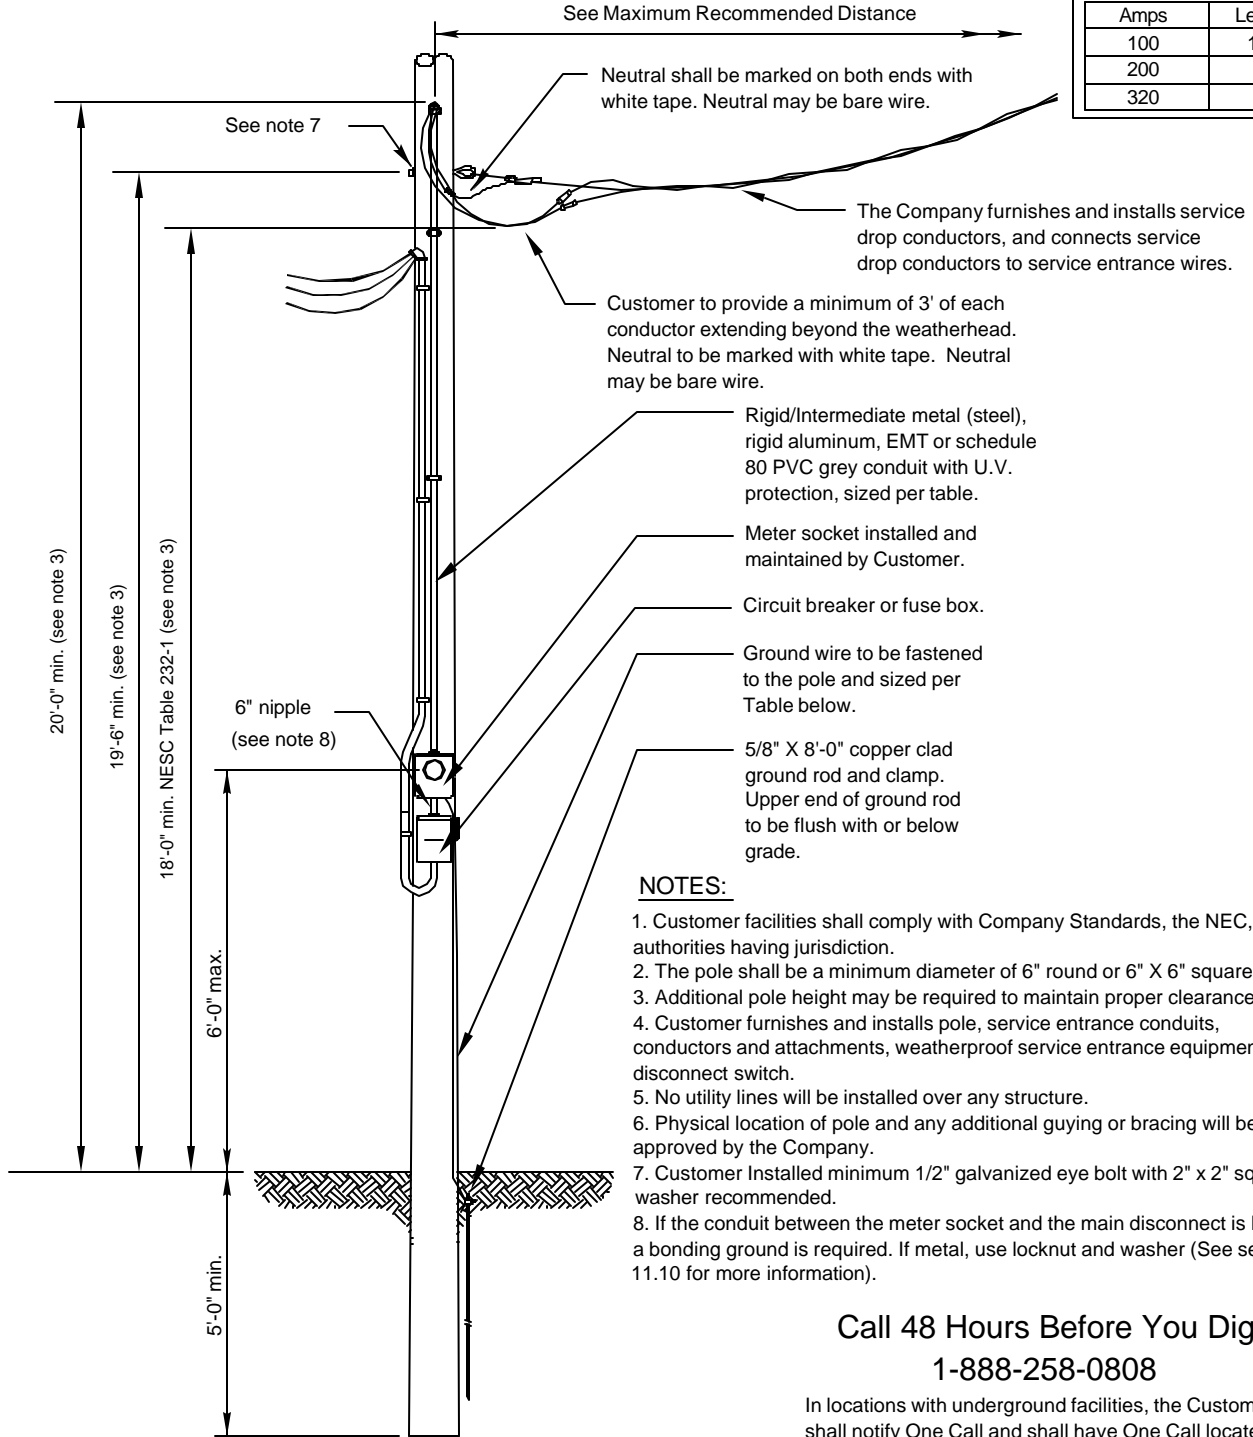 See Maximum Recommended Distance
Amps
100
200
320
Neutral shall be marked on both ends with
white tape. Neutral may be bare wire.
See note 7
The Company furnishes and installs service
drop conductors, and connects service
drop conductors to service entrance wires.
Customer to provide a minimum of 3' of each
conductor extending beyond the weatherhead.
Neutral to be marked with white tape. Neutral
may be bare wire.
Rigid/Intermediate metal (steel),
rigid aluminum, EMT or schedule
80 PVC grey conduit with U.V.
protection, sized per table.
Meter socket installed and
maintained by Customer.
Circuit breaker or fuse box.
Ground wire to be fastened
to the pole and sized per
Table below.
5/8" X 8'-0" copper clad
ground rod and clamp.
Upper end of ground rod
to be flush with or below
grade.
20'-0" min. (see note 3)
19'-6" min. (see note 3)
18'-0" min. NESC Table 232-1 (see note 3)
6" nipple
(see note 8)
6'-0" max.
5'-0" min.
NOTES:
1. Customer facilities shall comply with Company Standards, the NEC,
authorities having jurisdiction.
2. The pole shall be a minimum diameter of 6" round or 6" X 6" square
3. Additional pole height may be required to maintain proper clearance
4. Customer furnishes and installs pole, service entrance conduits,
conductors and attachments, weatherproof service entrance
disconnect switch.
5. No utility lines will be installed over any structure.
6. Physical location of pole and any additional guying or bracing will be
approved by the Company.
7. Customer Installed minimum 1/2" galvanized eye bolt with 2" x 2"
washer recommended.
8. If the conduit between the meter socket and the main disconnect is
a bonding ground is required. If metal, use locknut and washer (See
11.10 for more information).
Call 48 Hours Before You Dig
1-888-258-0808
In locations with underground facilities, the
shall notify One Call and shall have One Call locate